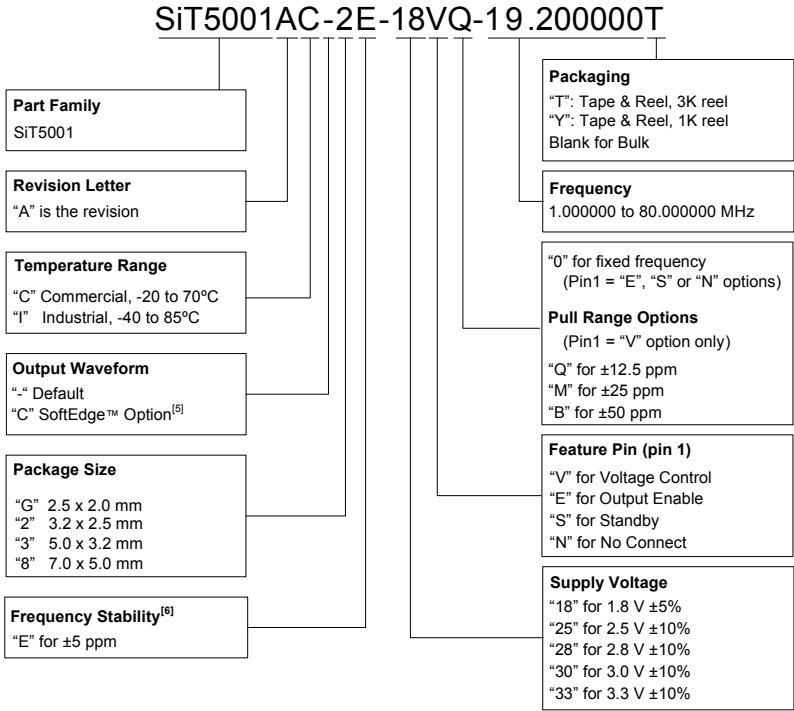 SiT5001AC-2E-18VQ-19.200000T
Part Family
SiT5001
Revision Letter
“A” is the revision
Temperature Range
“C” Commercial, -20 to 70ºC
“I” Industrial, -40 to 85ºC
Output Waveform
“-“ Default
“C” SoftEdge™ Option[5]
Package Size
“G” 2.5 x 2.0 mm
“2” 3.2 x 2.5 mm
“3” 5.0 x 3.2 mm
“8” 7.0 x 5.0 mm
Frequency Stability[6]
“E” for ±5 ppm
Packaging
“T”: Tape & Reel, 3K reel
“Y”: Tape & Reel, 1K reel
Blank for Bulk
Frequency
1.000000 to 80.000000 MHz
“0” for fixed frequency
(Pin1 = “E”, “S” or “N” options)
Pull Range Options
(Pin1 = “V” option only)
“Q” for ±12.5 ppm
“M” for ±25 ppm
“B” for ±50 ppm
Feature Pin (pin 1)
“V” for Voltage Control
“E” for Output Enable
“S” for Standby
“N” for No Connect
Supply Voltage
“18” for 1.8 V ±5%
“25” for 2.5 V ±10%
“28” for 2.8 V ±10%
“30” for 3.0 V ±10%
“33” for 3.3 V ±10%